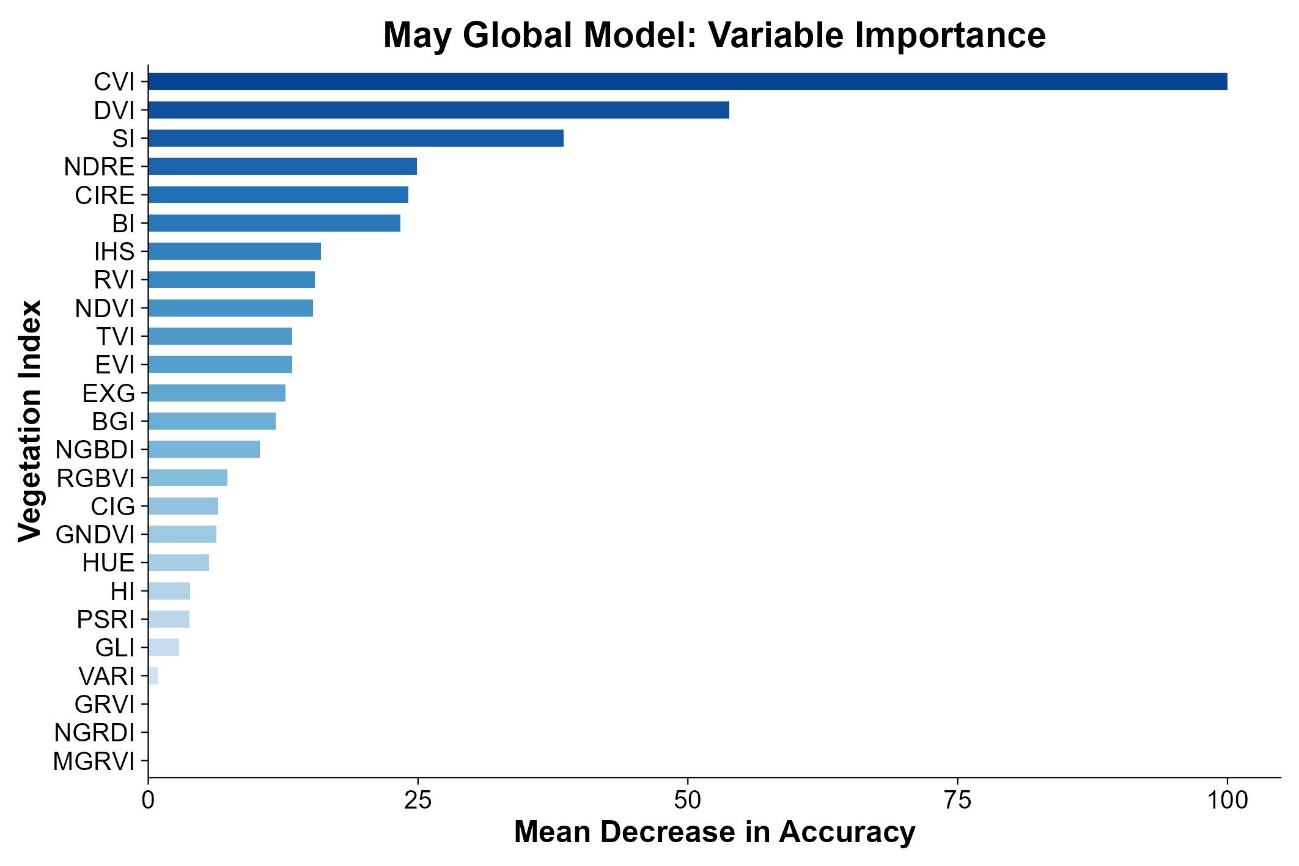 May Global Model: Variable Importance
Vegetation Index
CVI
DVI
SI
NDRE
CIRE
BI
IHS
RVI
NDVI
TVI
EVI
EXG
BGI
NGBDI
RGBVI
CIG
GNDVI
HUE
HI
PSRI
GLI
VARI
GRVI
NGRDI
MGRVI
0 25 50 75 100
Mean Decrease in Accuracy